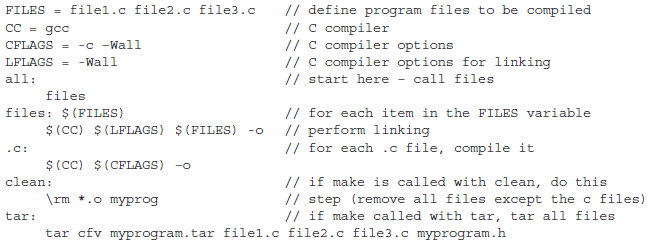 FILES = file1.c file2.c file3.c // define program files to be compiled
CC = gcc // C compiler
CFLAGS = -c -Wall // C compiler options
LFLAGS = -Wall // C compiler options for linking
all: // start here - call files
files
files: $(FILES) // for each item in the FILES variable
$(CC) $(LFLAGS) $(FILES) -o // perform linking
.c: // for each .c file, compile it
$(CC) $(CFLAGS) -o
clean: // if make is called with clean, do this
\rm *.o myprog // step (remove all files except the c files)
tar: // if make called with tar, tar all files
tar cfv myprogram.tar file1.c file2.c file3.c myprogram.h